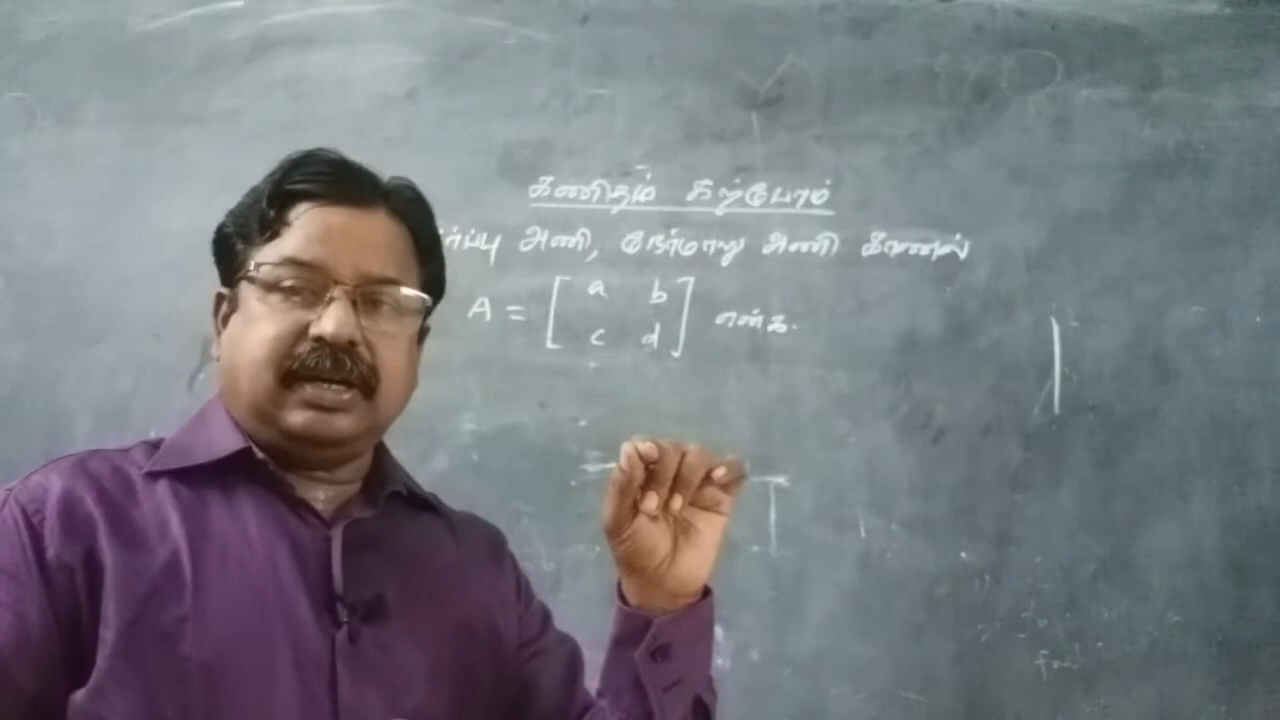 கணிதம் கற்போம்
ர்ப்பு அணி, நேர்மாறு அணி காணல்
A = [ a b
c d ] என்க.